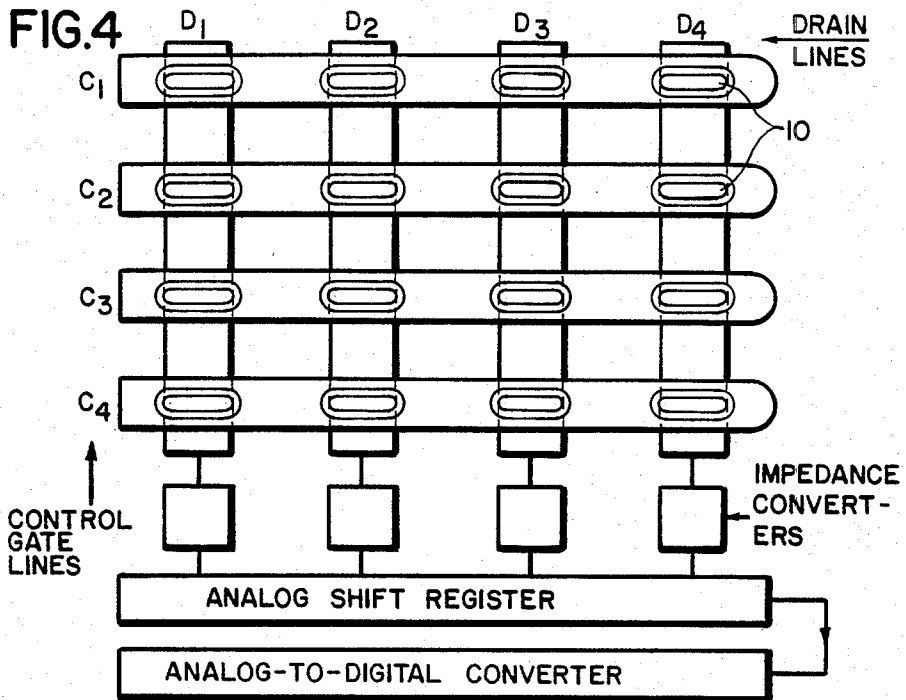 FIG.4
D1 D2 D3 D4
DRAIN
LINES
C1
10
C2
C3
C4
CONTROL
GATE
LINES
IMPEDANCE
CONVERT-
ERS
ANALOG SHIFT REGISTER
ANALOG-TO-DIGITAL CONVERTER